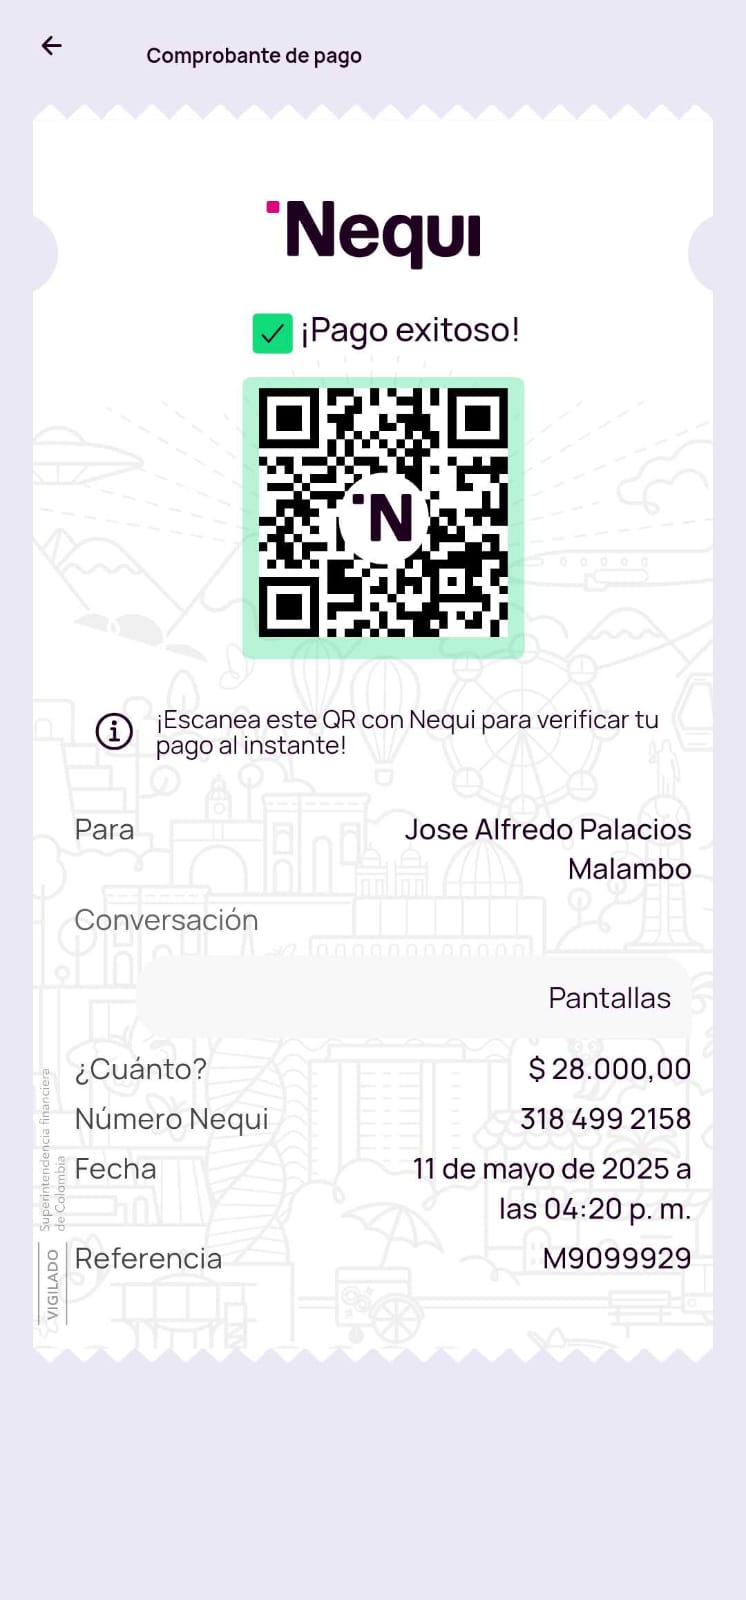 Comprobante de pago
Nequi
¡Pago exitoso!
N
¡Escanea este QR con Nequi para verificar tu
pago al instante!
Para
Jose Alfredo Palacios
Malambo
Conversación
Pantallas
¿Cuánto?
$ 28.000,00
Número Nequi
318 499 2158
Fecha
11 de mayo de 2025 a
las 04:20 p. m.
Referencia
M9099929
VIGILADO
Superintendencia financiera
de Colombia